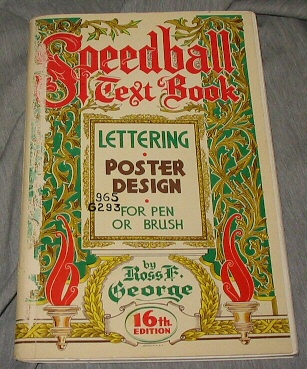 Speedball
Text Book
LETTERING
POSTER
DESIGN
965
G293
FOR PEN
OR BRUSH
by
Ross F.
George
16th.
EDITION